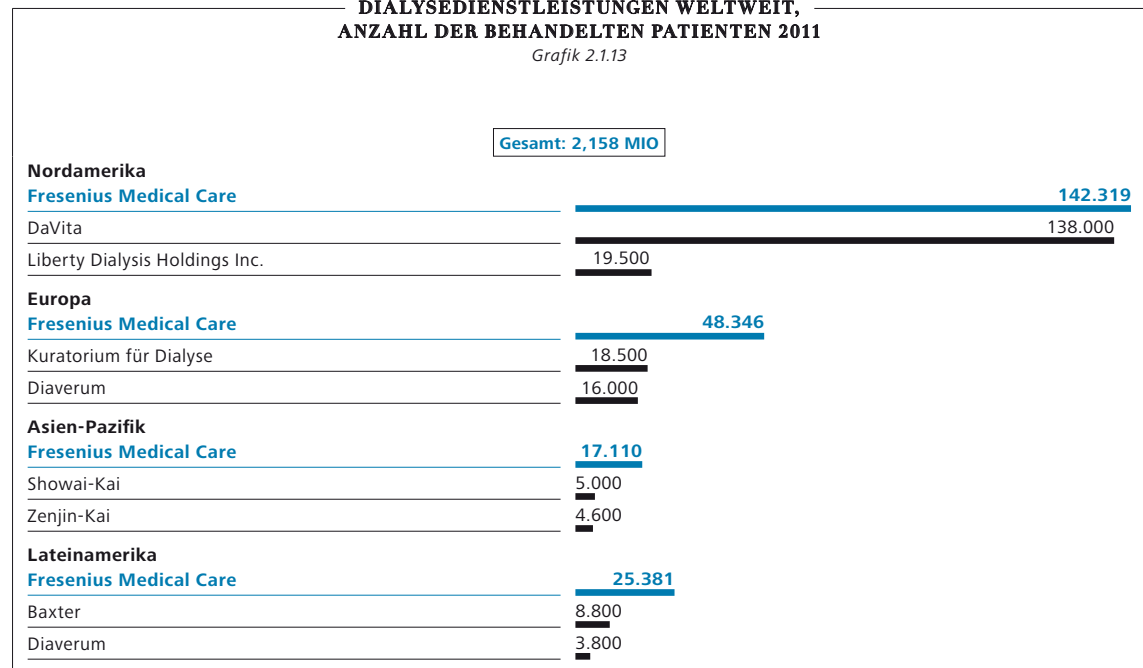 DIALYSEDIENSTLEISTUNGEN WELTWEIT,
ANZAHL DER BEHANDELTEN PATIENTEN 2011
Grafik 2.1.13
Gesamt: 2,158 MIO
Nordamerika
Fresenius Medical Care 142.319
DaVita 138.000
Liberty Dialysis Holdings Inc. 19.500
Europa
Fresenius Medical Care 48.346
Kuratorium für Dialyse 18.500
Diaverum 16.000
Asien-Pazifik
Fresenius Medical Care 17.110
Showai-Kai 5.000
Zenjin-Kai 4.600
Lateinamerika
Fresenius Medical Care 25.381
Baxter 8.800
Diaverum 3.800